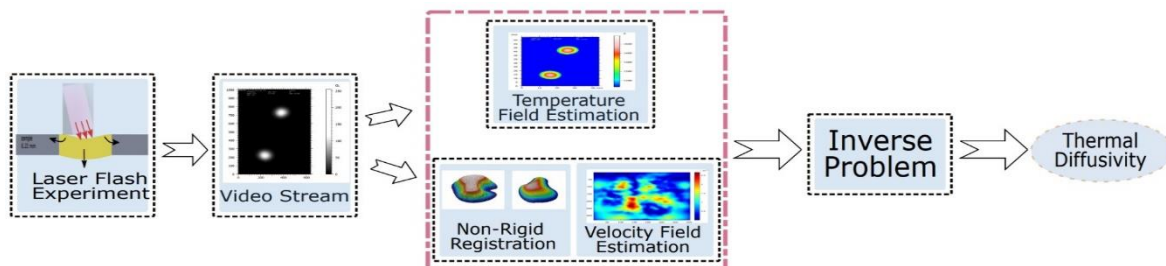 Laser Flash
Experiment
Video Stream
Temperature
Field Estimation
Non-Rigid
Registration
Velocity Field
Estimation
Inverse
Problem
Thermal
Diffusivity